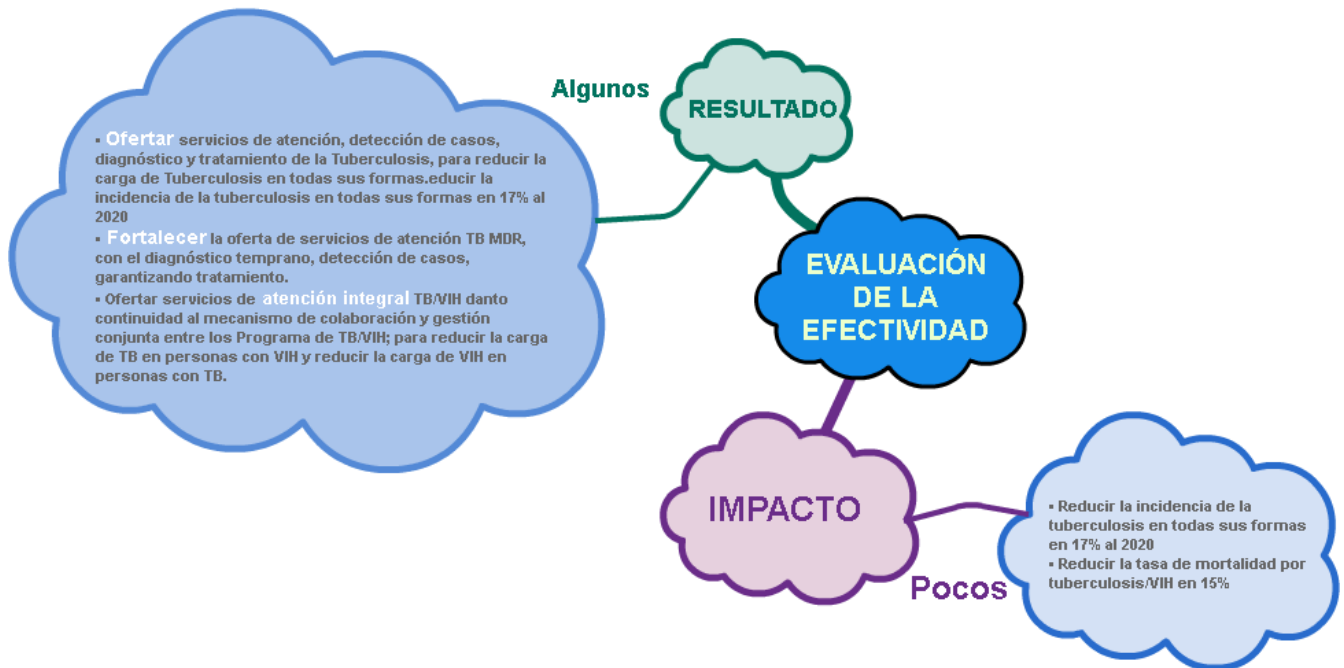 Algunos
RESULTADO
▪ Ofertar servicios de atención, detección de casos,
diagnóstico y tratamiento de la Tuberculosis, para reducir la
carga de Tuberculosis en todas sus formas.educir la
incidencia de la tuberculosis en todas sus formas en 17% al
2020
▪ Fortalecer la oferta de servicios de atención TB MDR,
con el diagnóstico temprano, detección de casos,
garantizando tratamiento.
▪ Ofertar servicios de atención integral TB/VIH danto
continuidad al mecanismo de colaboración y gestión
conjunta entre los Programa de TB/VIH; para reducir la carga
de TB en personas con VIH y reducir la carga de VIH en
personas con TB.
EVALUACIÓN
DE LA
EFECTIVIDAD
IMPACTO
Pocos
▪ Reducir la incidencia de la
tuberculosis en todas sus formas
en 17% al 2020
▪ Reducir la tasa de mortalidad por
tuberculosis/VIH en 15%